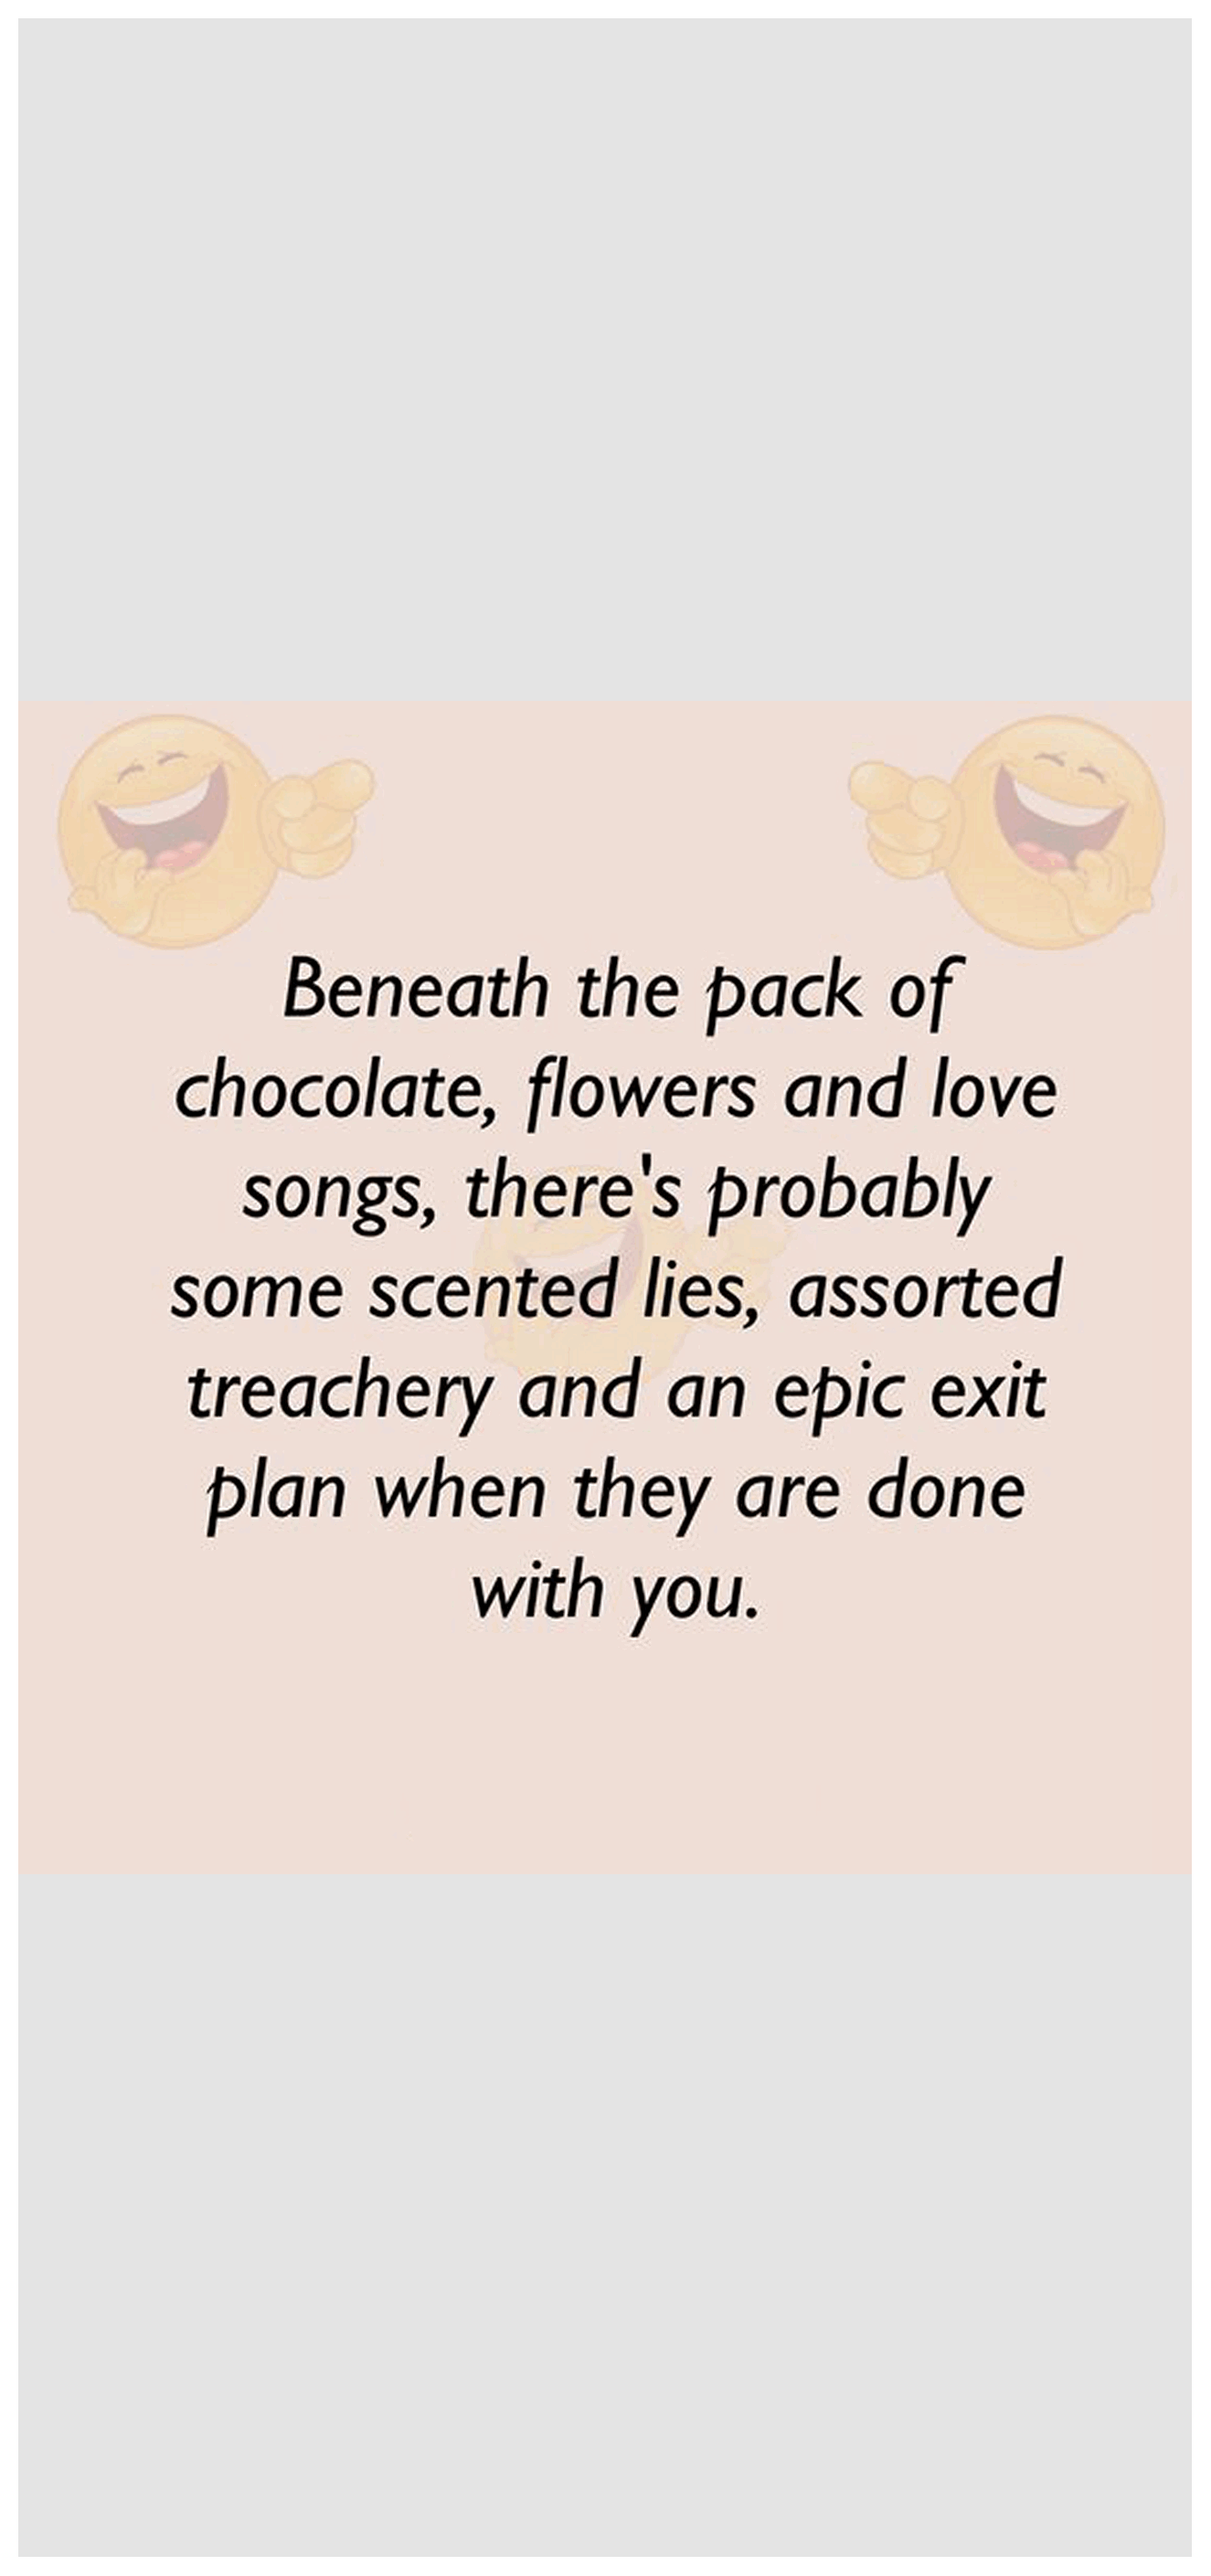 Beneath the pack of
chocolate, flowers and love
songs, there's probably
some scented lies, assorted
treachery and an epic exit
plan when they are done
with you.